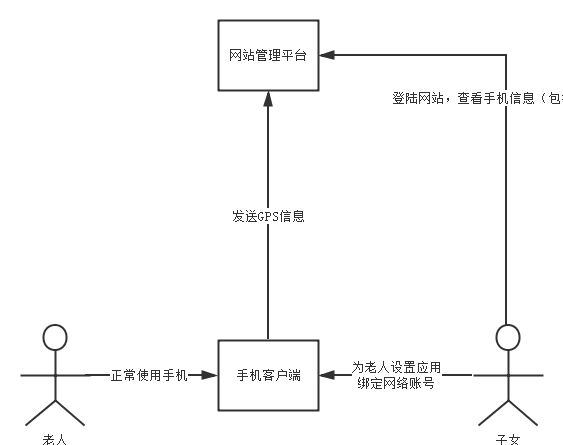 网站管理平台
登陆网站，查看手机信息（包
发送GPS信息
正常使用手机
手机客户端
为老人设置应用
绑定网络账号
老人
子女